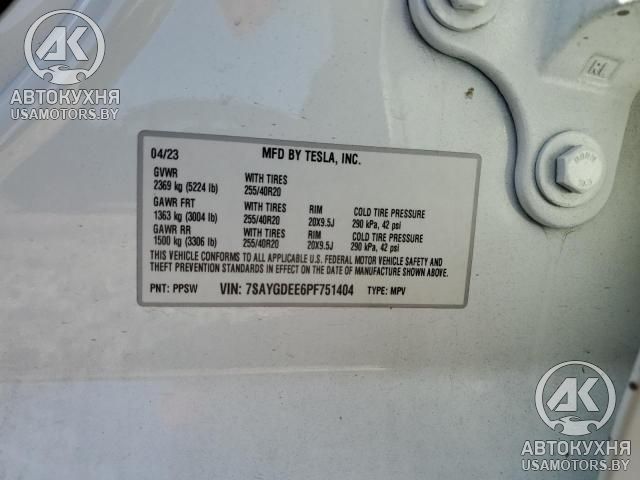 AK
АВТОКУХНЯ
USAMOTORS.BY
04/23 MFD BY TESLA, INC.
GVWR WITH TIRES
2369 kg (5224 lb) 255/40R20
GAWR FRT WITH TIRES RIM COLD TIRE PRESSURE
1363 kg (3004 lb) 255/40R20 20X9.5J 290 kPa, 42 psi
GAWR RR WITH TIRES RIM COLD TIRE PRESSURE
1500 kg (3306 lb) 255/40R20 20X9.5J 290 kPa, 42 psi
THIS VEHICLE CONFORMS TO ALL APPLICABLE U.S. FEDERAL MOTOR VEHICLE SAFETY AND
THEFT PREVENTION STANDARDS IN EFFECT ON THE DATE OF MANUFACTURE SHOWN ABOVE.
PNT: PPSW VIN: 7SAYGDEE6PF751404 TYPE: MPV
AK
АВТОКУХНЯ
USAMOTORS.BY